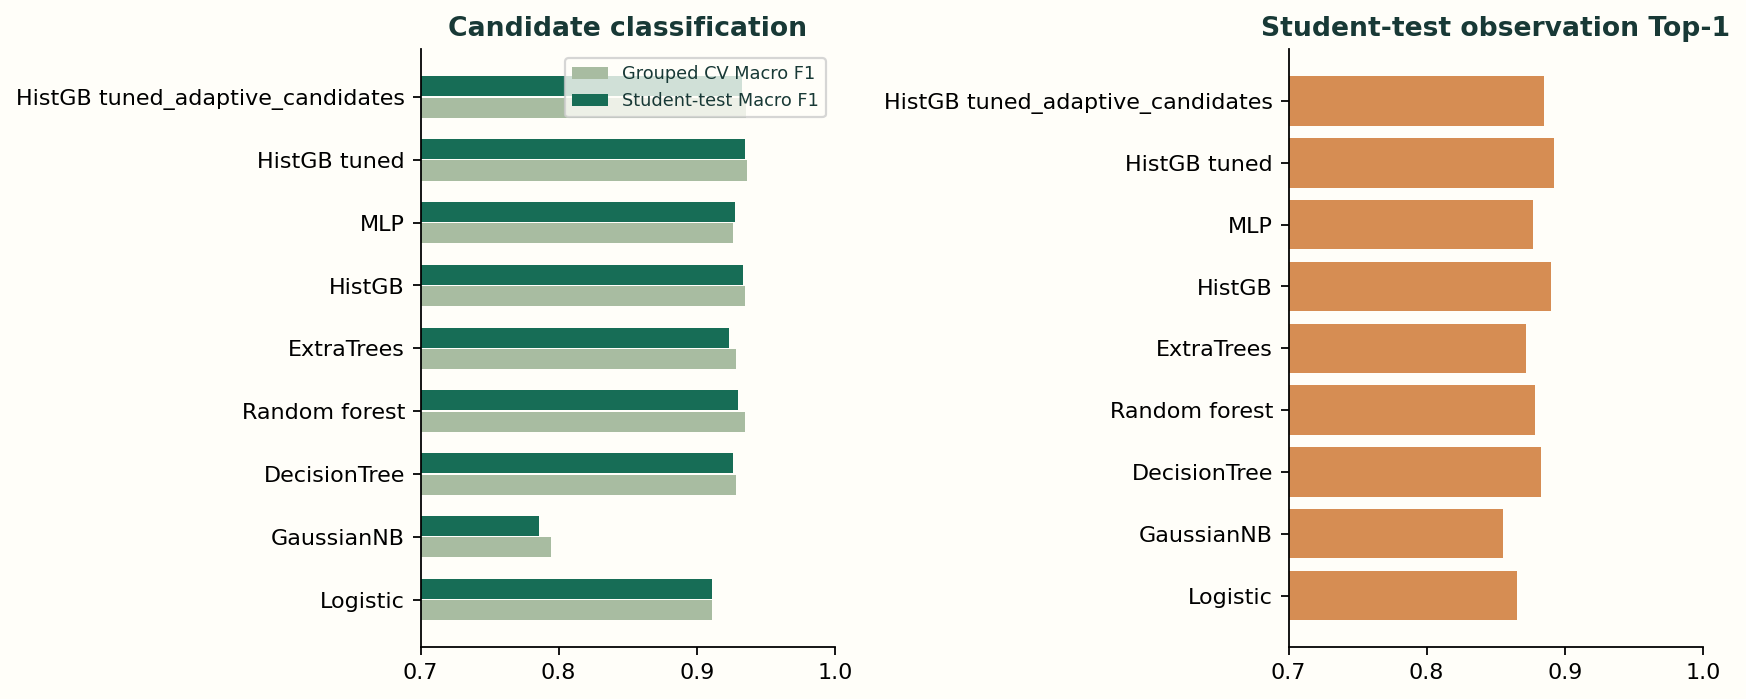 Candidate classification
Grouped CV Macro F1
Student-test Macro F1
HistGB tuned_adaptive_candidates
HistGB tuned
MLP
HistGB
ExtraTrees
Random forest
DecisionTree
GaussianNB
Logistic
0.7 0.8 0.9 1.0
Student-test observation Top-1
HistGB tuned_adaptive_candidates
HistGB tuned
MLP
HistGB
ExtraTrees
Random forest
DecisionTree
GaussianNB
Logistic
0.7 0.8 0.9 1.0